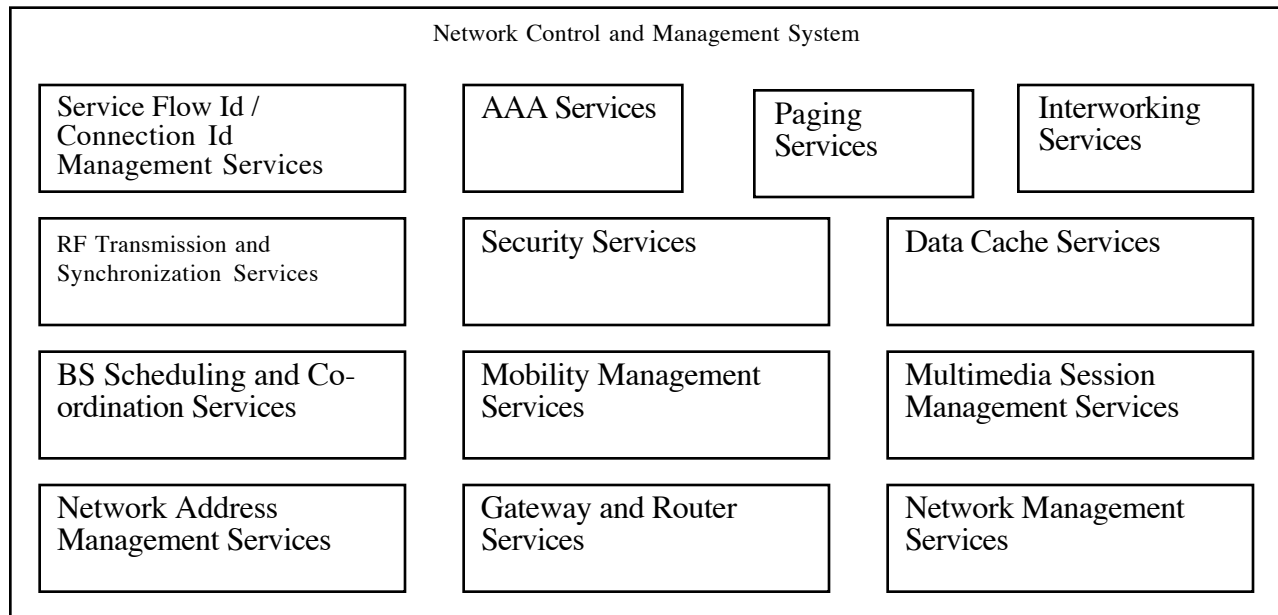 Network Control and Management System
Service Flow Id /
Connection Id
Management Services
AAA Services
Paging
Services
Interworking
Services
RF Transmission and
Synchronization Services
Security Services
Data Cache Services
BS Scheduling and Co-
ordination Services
Mobility Management
Services
Multimedia Session
Management Services
Network Address
Management Services
Gateway and Router
Services
Network Management
Services